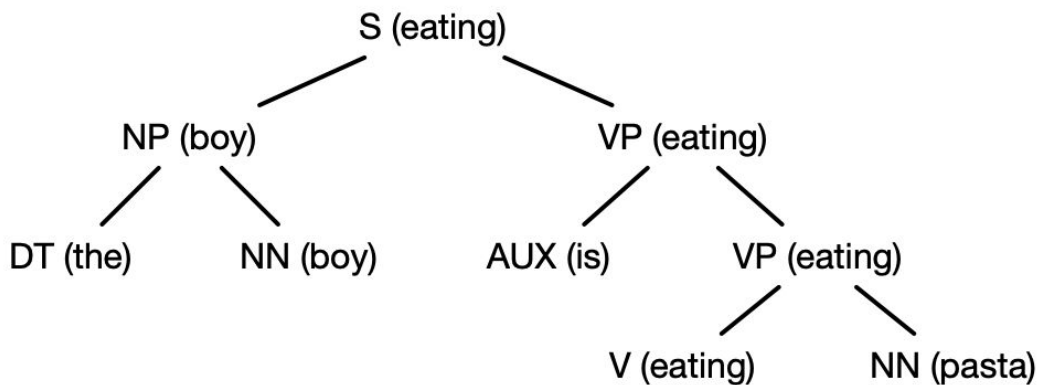 S (eating)
NP (boy) VP (eating)
DT (the) NN (boy) AUX (is) VP (eating)
V (eating) NN (pasta)